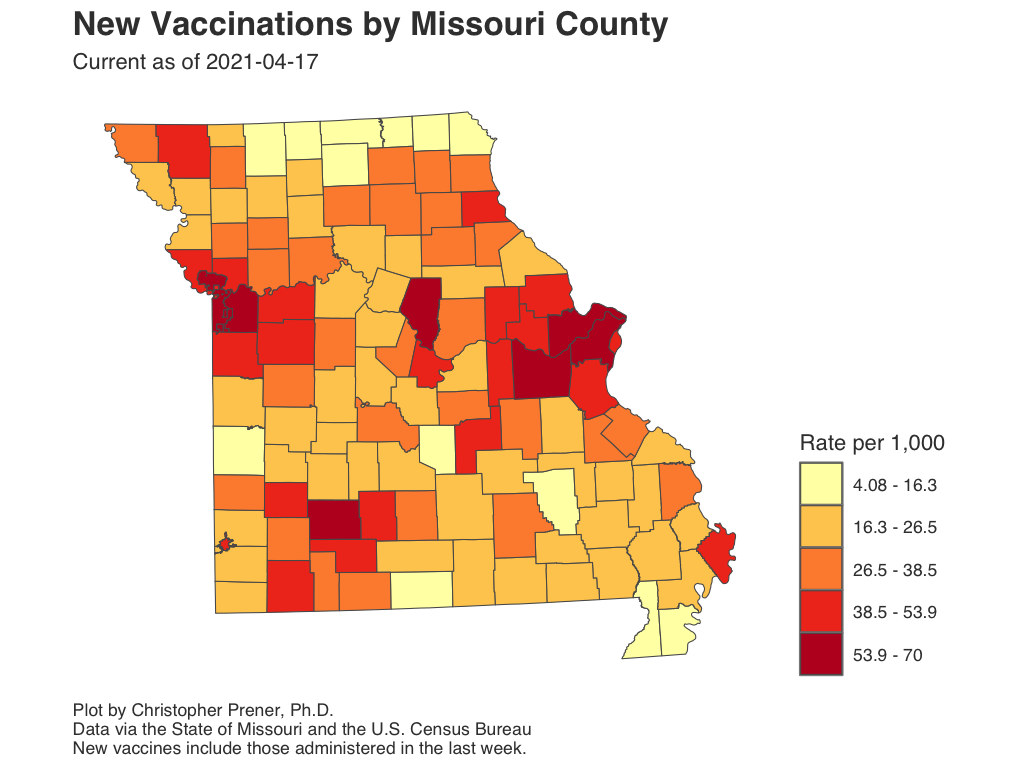 New Vaccinations by Missouri County
Current as of 2021-04-17
Rate per 1,000
4.08 - 16.3
16.3 - 26.5
26.5 - 38.5
38.5 - 53.9
53.9 - 70
Plot by Christopher Prener, Ph.D.
Data via the State of Missouri and the U.S. Census Bureau
New vaccines include those administered in the last week.